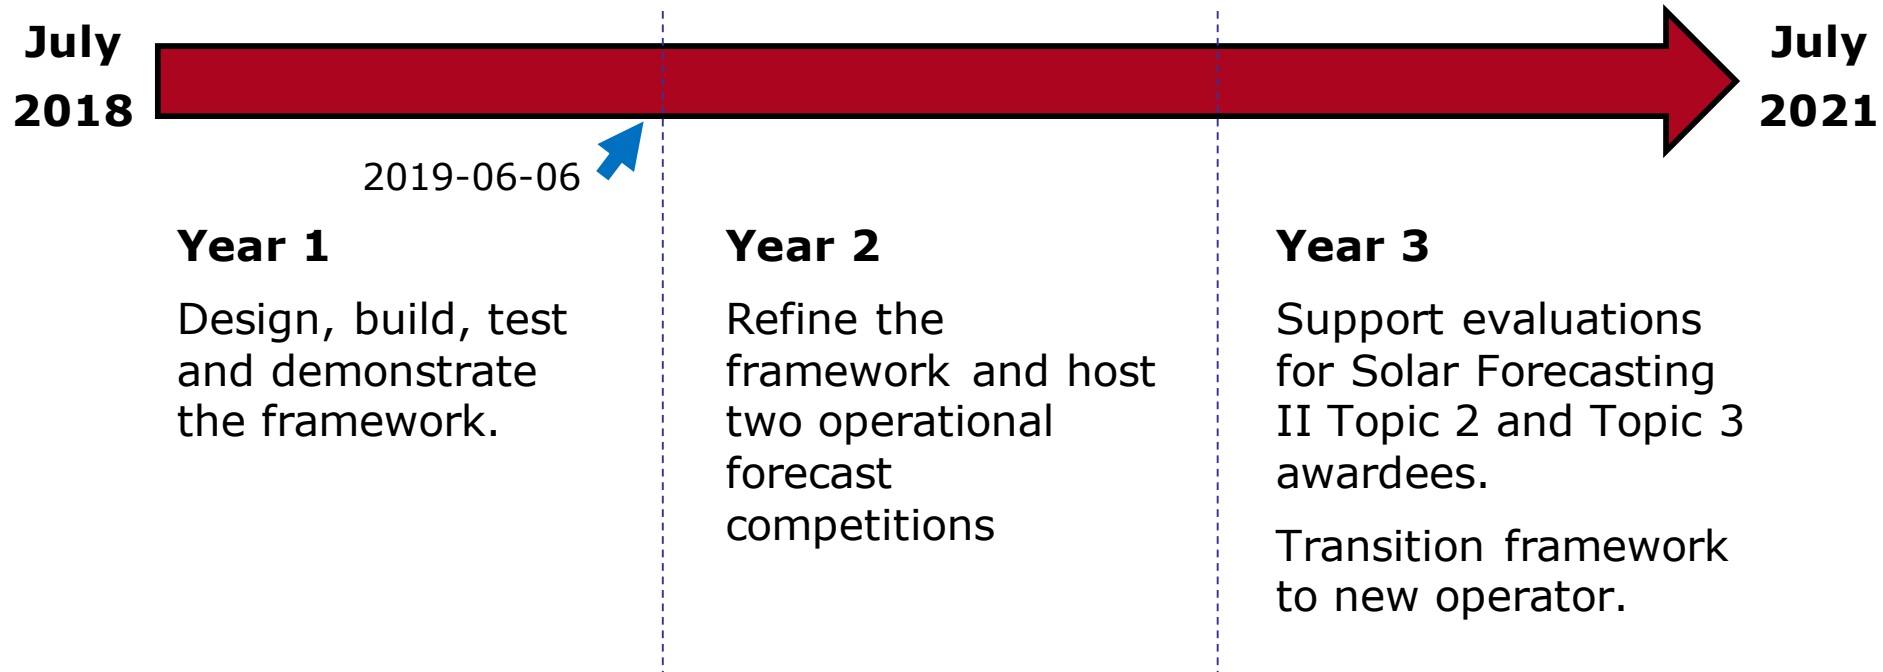 July
2018
July
2021
2019-06-06
Year 1
Design, build, test
and demonstrate
the framework.
Year 2
Refine the
framework and host
two operational
forecast
competitions
Year 3
Support evaluations
for Solar Forecasting
II Topic 2 and Topic 3
awardees.
Transition framework
to new operator.